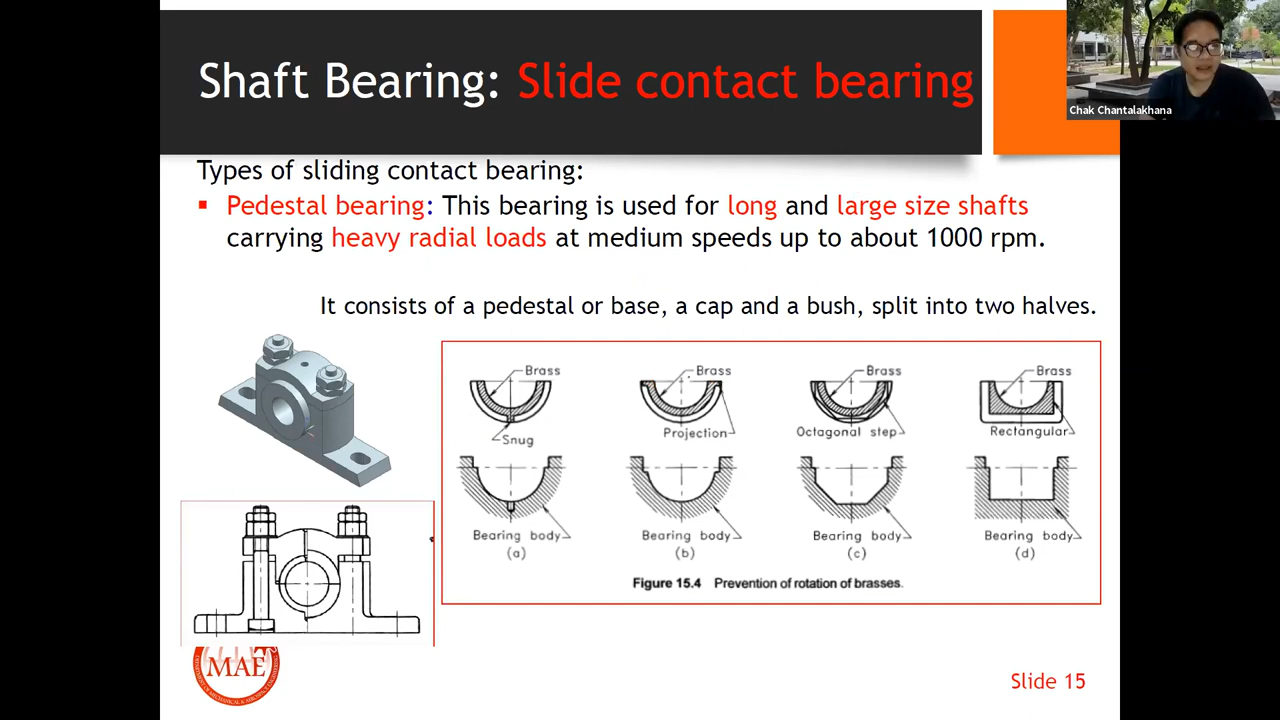 Shaft Bearing: Slide contact bearing
Chak Chantalakhana
Types of sliding contact bearing:
▪ Pedestal bearing: This bearing is used for long and large size shafts
carrying heavy radial loads at medium speeds up to about 1000 rpm.
It consists of a pedestal or base, a cap and a bush, split into two halves.
Brass
Brass
Brass
Brass
Snug
Projection
Octagonal step
Rectangular
Bearing body
Bearing body
Bearing body
Bearing body
(a)
(b)
(c)
(d)
Figure 15.4 Prevention of rotation of brasses.
MAE
Slide 15